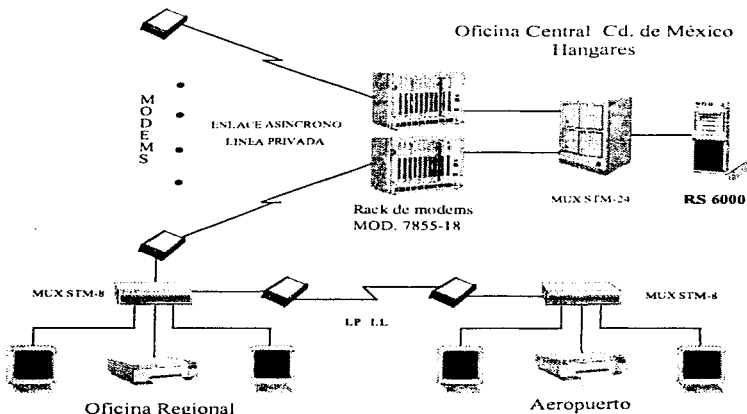 Oficina Central Cd. de México
Hangares
MODEMS
ENLACE ASINCRONO
LINEA PRIVADA
Rack de modems
MOD. 7855-18
MUX STM-24
RS 6000
MUX STM-8
LP LL
MUX STM-8
Oficina Regional
Aeropuerto